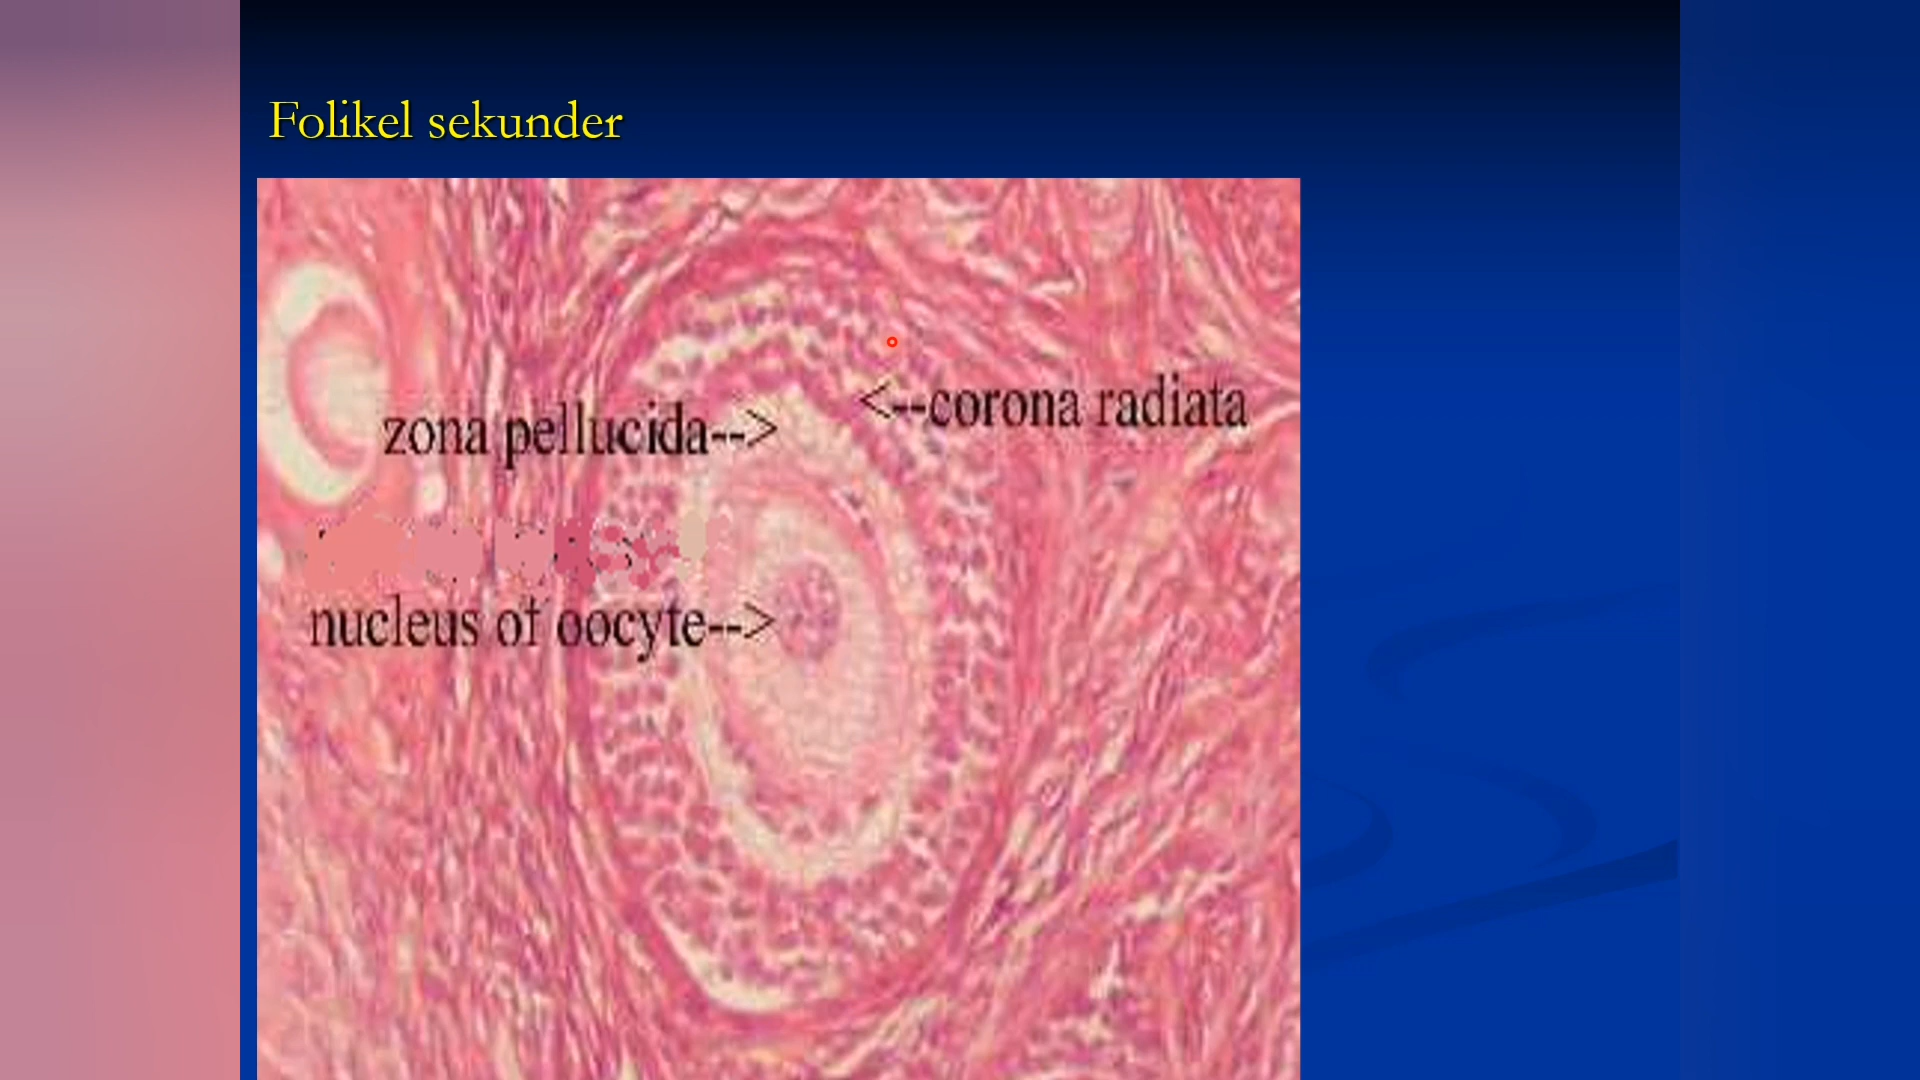 Folikel sekunder
<--corona radiata
zona pellucida-->
nucleus of oocyte-->